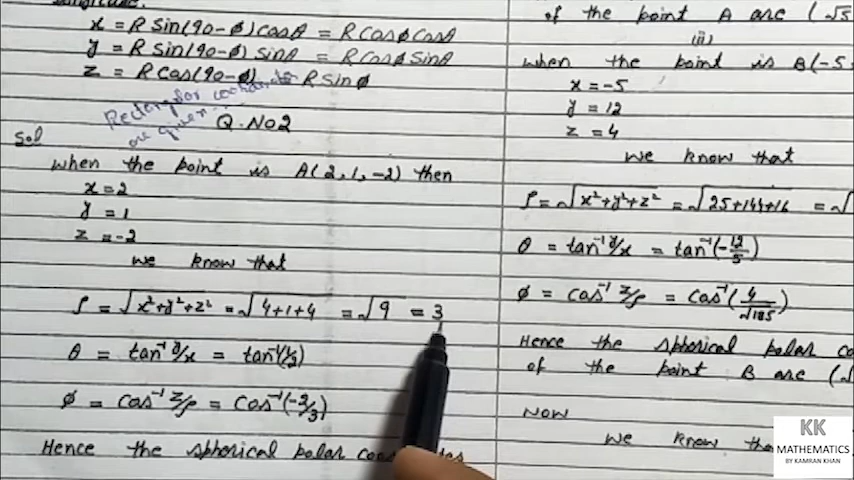 x = R Sin(90-ϕ) cosθ = R cosϕ cosθ
y = R Sin(90-ϕ) Sinθ = R cosϕ Sinθ
z = R cos(90-ϕ) R Sinϕ
are given
Q.No2
Sol
when the point is A(2,1,-2) then
x=2
y = 1
z = -2
we know that
ρ = √x²+y²+z² = √4+1+4 = √9 = 3
θ = tan⁻¹ y/x = tan⁻¹(1/2)
ϕ = cos⁻¹ z/ρ = cos⁻¹(-2/3)
Hence the spherical polar
of the point A are (√5
(ii)
when the point is B(-5
x = -5
y = 12
z = 4
we know that
ρ = √x²+y²+z² = √25+144+16 = √
θ = tan⁻¹ y/x = tan⁻¹(-12/5)
ϕ = cos⁻¹ z/ρ = cos⁻¹(4/√185)
Hence the spherical polar co
of the point B are (√
Now
we know tha
KK
MATHEMATICS
BY KAMRAN KHAN